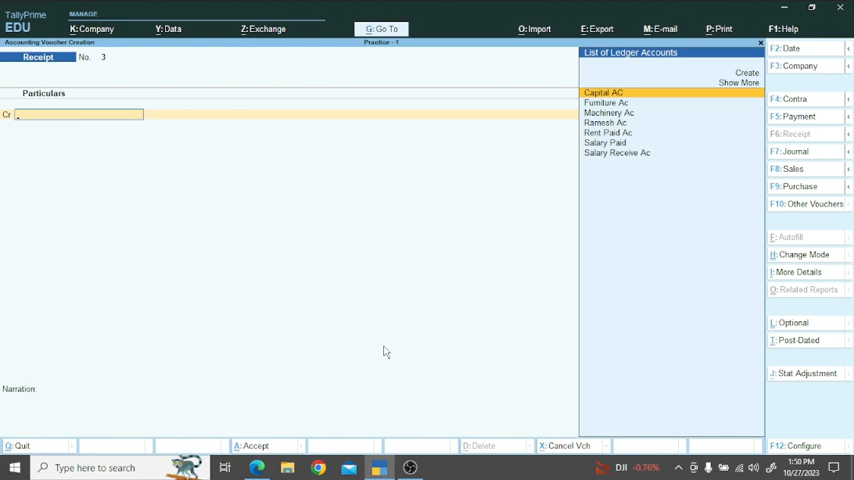 TallyPrime
EDU
MANAGE
K: Company
Y: Data
Z: Exchange
G: Go To
O: Import
E: Export
M: E-mail
P: Print
F1: Help
Accounting Voucher Creation
Practice - 1
Receipt
No. 3
Particulars
Cr
Narration:
List of Ledger Accounts
Create
Show More
Capital AC
Furniture Ac
Machinery Ac
Ramesh Ac
Rent Paid Ac
Salary Paid
Salary Receive Ac
F2: Date
F3: Company
F4: Contra
F5: Payment
F6: Receipt
F7: Journal
F8: Sales
F9: Purchase
F10: Other Vouchers
E: Autofill
H: Change Mode
I: More Details
O: Related Reports
L: Optional
T: Post-Dated
J: Stat Adjustment
Q: Quit
A: Accept
D: Delete
X: Cancel Vch
F12: Configure
Type here to search
DJI -0.76%
1:50 PM
10/27/2023